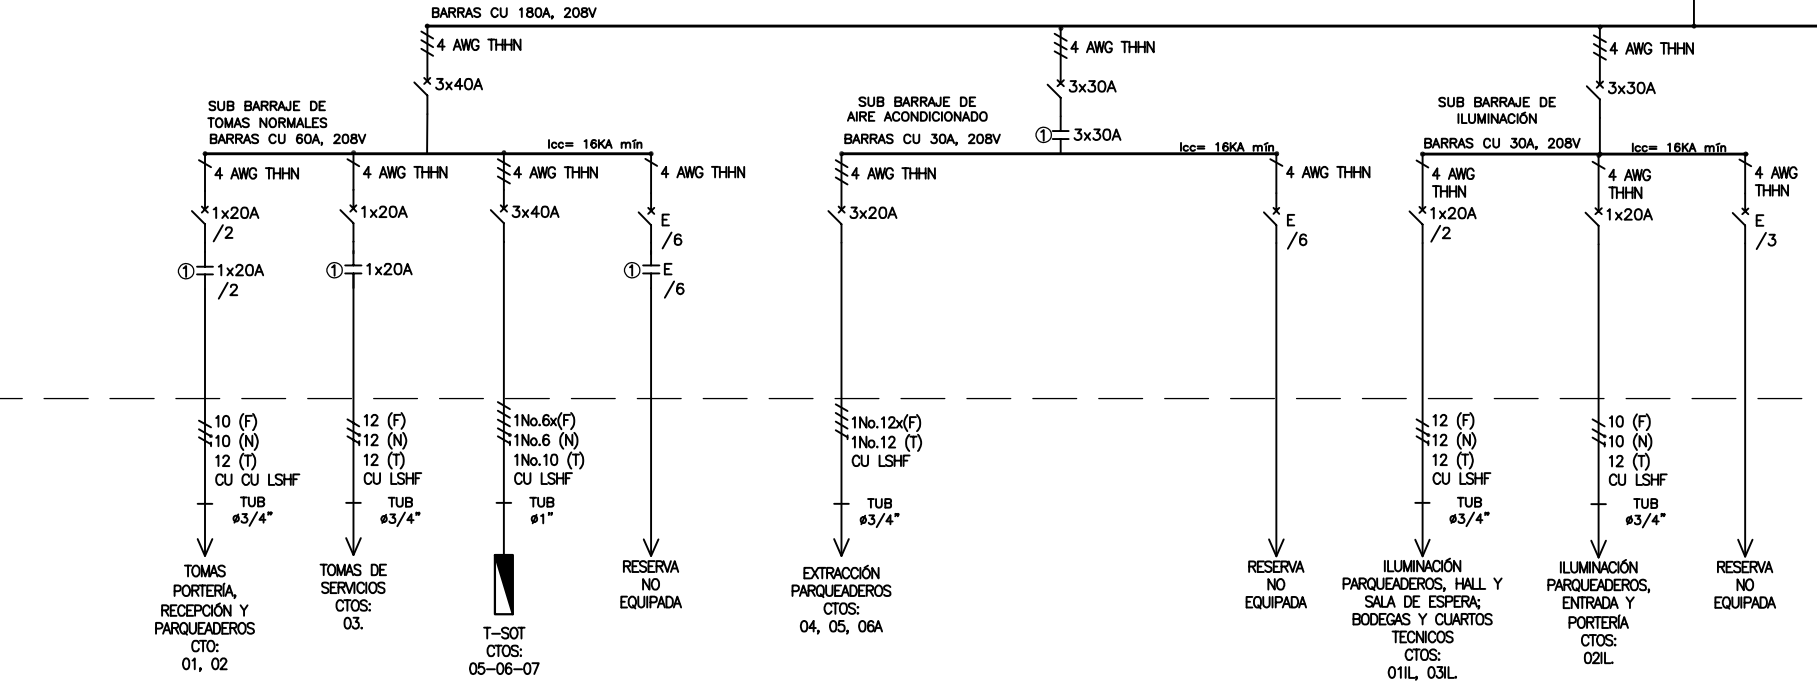 BARRAS CU 180A, 208V
4 AWG THHN
3x40A
SUB BARRAJE DE
TOMAS NORMALES
BARRAS CU 60A, 208V
Icc= 16KA mín
4 AWG THHN
1x20A
/2
① 1x20A
/2
10 (F)
10 (N)
12 (T)
CU CU LSHF
TUB
ø3/4"
TOMAS
PORTERÍA,
RECEPCIÓN Y
PARQUEADEROS
CTO:
01, 02
4 AWG THHN
1x20A
① 1x20A
12 (F)
12 (N)
12 (T)
CU LSHF
TUB
ø3/4"
TOMAS DE
SERVICIOS
CTOS:
03.
4 AWG THHN
3x40A
1No.6x(F)
1No.6 (N)
1No.10 (T)
CU LSHF
TUB
ø1"
T-SOT
CTOS:
05-06-07
4 AWG THHN
E
/6
① E
/6
RESERVA
NO
EQUIPADA
4 AWG THHN
3x30A
① 3x30A
SUB BARRAJE DE
AIRE ACONDICIONADO
BARRAS CU 30A, 208V
Icc= 16KA mín
4 AWG THHN
3x20A
1No.12x(F)
1No.12 (T)
CU LSHF
TUB
ø3/4"
EXTRACCIÓN
PARQUEADEROS
CTOS:
04, 05, 06A
4 AWG THHN
E
/6
RESERVA
NO
EQUIPADA
4 AWG THHN
3x30A
SUB BARRAJE DE
ILUMINACIÓN
BARRAS CU 30A, 208V
Icc= 16KA mín
4 AWG
THHN
1x20A
/2
12 (F)
12 (N)
12 (T)
CU LSHF
TUB
ø3/4"
ILUMINACIÓN
PARQUEADEROS, HALL Y
SALA DE ESPERA;
BODEGAS Y CUARTOS
TECNICOS
CTOS:
01IL, 03IL.
4 AWG
THHN
1x20A
10 (F)
10 (N)
12 (T)
CU LSHF
TUB
ø3/4"
ILUMINACIÓN
PARQUEADEROS,
ENTRADA Y
PORTERÍA
CTOS:
02IL.
4 AWG
THHN
E
/3
RESERVA
NO
EQUIPADA